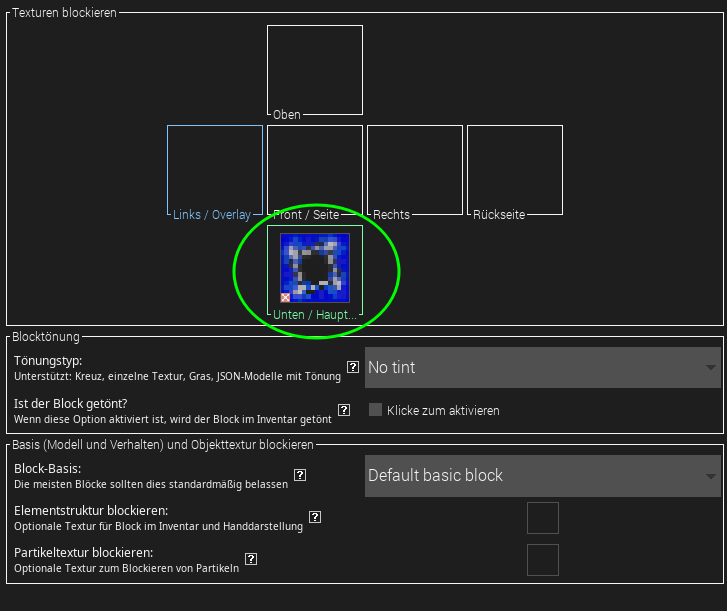 Texturen blockieren
Oben
Links / Overlay
Front / Seite
Rechts
Rückseite
Unten / Haupt...
Blocktönung
Tönungstyp:
Unterstützt: Kreuz, einzelne Textur, Gras, JSON-Modelle mit Tönung
?
No tint
Ist der Block getönt?
Wenn diese Option aktiviert ist, wird der Block im Inventar getönt
?
Klicke zum aktivieren
Basis (Modell und Verhalten) und Objekttextur blockieren
Block-Basis:
Die meisten Blöcke sollten dies standardmäßig belassen
?
Default basic block
Elementstruktur blockieren:
Optionale Textur für Block im Inventar und Handdarstellung
?
Partikeltextur blockieren:
Optionale Textur zum Blockieren von Partikeln
?